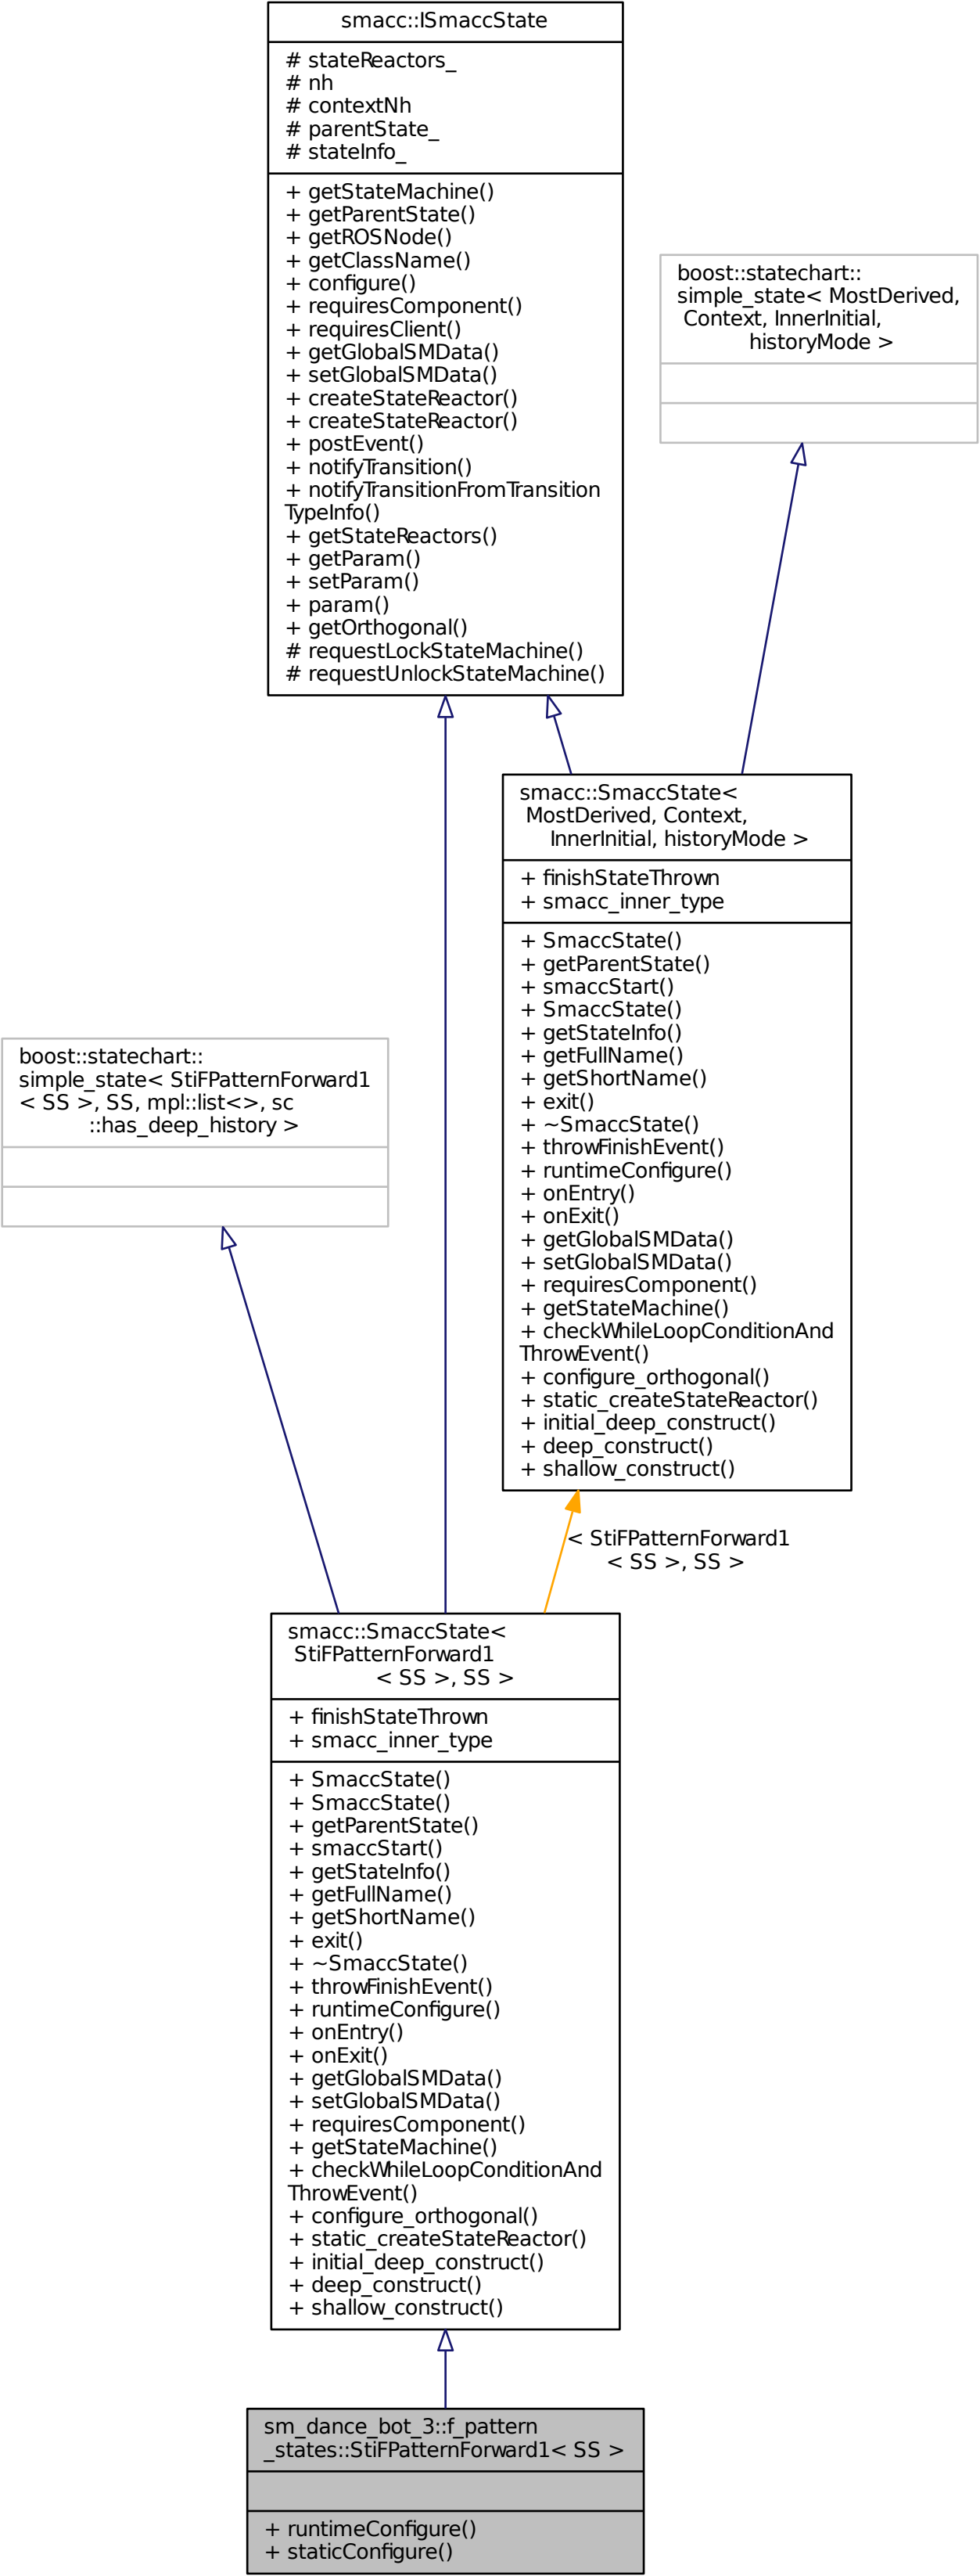 smacc::ISmaccState
# stateReactors_
# nh
# contextNh
# parentState_
# stateInfo_
+ getStateMachine()
+ getParentState()
+ getROSNode()
+ getClassName()
+ configure()
+ requiresComponent()
+ requiresClient()
+ getGlobalSMData()
+ setGlobalSMData()
+ createStateReactor()
+ createStateReactor()
+ postEvent()
+ notifyTransition()
+ notifyTransitionFromTransition
TypeInfo()
+ getStateReactors()
+ getParam()
+ setParam()
+ param()
+ getOrthogonal()
# requestLockStateMachine()
# requestUnlockStateMachine()
boost::statechart::
simple_state< MostDerived,
Context, InnerInitial,
historyMode >
smacc::SmaccState<
MostDerived, Context,
InnerInitial, historyMode >
+ finishStateThrown
+ smacc_inner_type
+ SmaccState()
+ getParentState()
+ smaccStart()
+ SmaccState()
+ getStateInfo()
+ getFullName()
+ getShortName()
+ exit()
+ ~SmaccState()
+ throwFinishEvent()
+ runtimeConfigure()
+ onEntry()
+ onExit()
+ getGlobalSMData()
+ setGlobalSMData()
+ requiresComponent()
+ getStateMachine()
+ checkWhileLoopConditionAnd
ThrowEvent()
+ configure_orthogonal()
+ static_createStateReactor()
+ initial_deep_construct()
+ deep_construct()
+ shallow_construct()
boost::statechart::
simple_state< StiFPatternForward1
< SS >, SS, mpl::list<>, sc
::has_deep_history >
< StiFPatternForward1
< SS >, SS >
smacc::SmaccState<
StiFPatternForward1
< SS >, SS >
+ finishStateThrown
+ smacc_inner_type
+ SmaccState()
+ SmaccState()
+ getParentState()
+ smaccStart()
+ getStateInfo()
+ getFullName()
+ getShortName()
+ exit()
+ ~SmaccState()
+ throwFinishEvent()
+ runtimeConfigure()
+ onEntry()
+ onExit()
+ getGlobalSMData()
+ setGlobalSMData()
+ requiresComponent()
+ getStateMachine()
+ checkWhileLoopConditionAnd
ThrowEvent()
+ configure_orthogonal()
+ static_createStateReactor()
+ initial_deep_construct()
+ deep_construct()
+ shallow_construct()
sm_dance_bot_3::f_pattern
_states::StiFPatternForward1< SS >
+ runtimeConfigure()
+ staticConfigure()